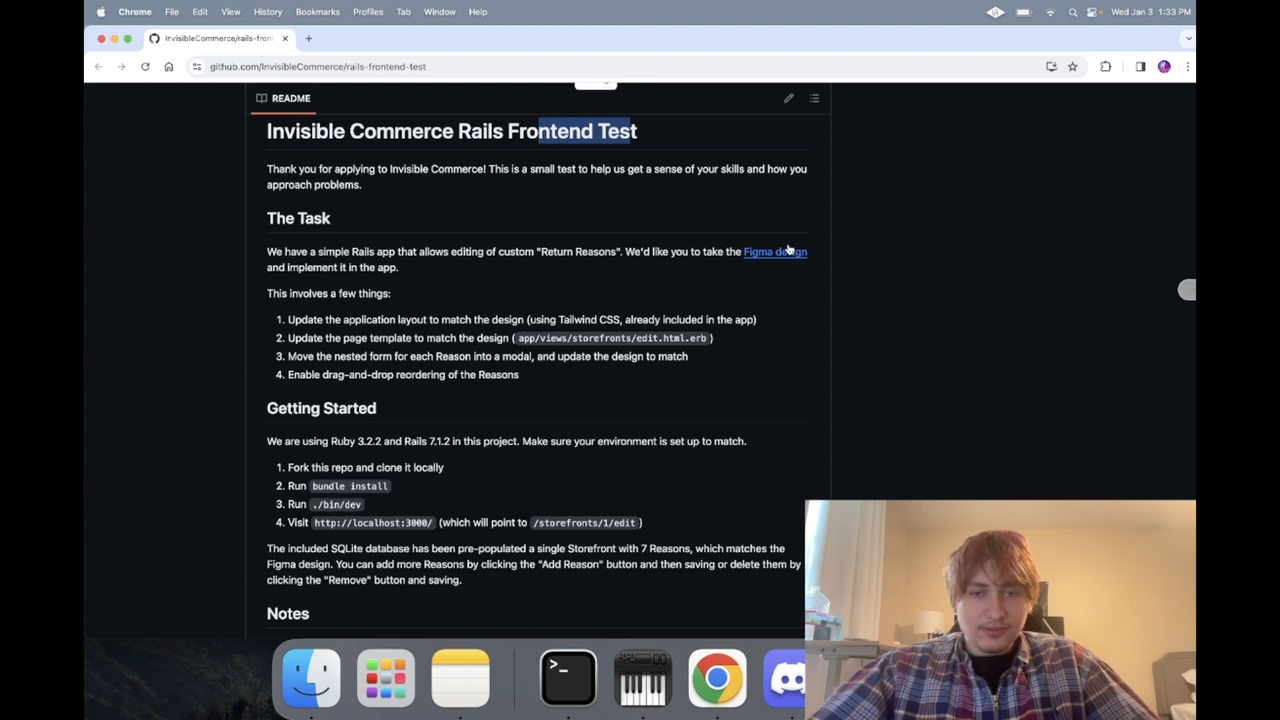 Chrome File Edit View History Bookmarks Profiles Tab Window Help Wed Jan 3 1:33 PM
InvisibleCommerce/rails-front
github.com/InvisibleCommerce/rails-frontend-test
README
Invisible Commerce Rails Frontend Test
Thank you for applying to Invisible Commerce! This is a small test to help us get a sense of your skills and how you
approach problems.
The Task
We have a simple Rails app that allows editing of custom "Return Reasons". We'd like you to take the Figma design
and implement it in the app.
This involves a few things:
1. Update the application layout to match the design (using Tailwind CSS, already included in the app)
2. Update the page template to match the design ( app/views/storefronts/edit.html.erb )
3. Move the nested form for each Reason into a modal, and update the design to match
4. Enable drag-and-drop reordering of the Reasons
Getting Started
We are using Ruby 3.2.2 and Rails 7.1.2 in this project. Make sure your environment is set up to match.
1. Fork this repo and clone it locally
2. Run bundle install
3. Run ./bin/dev
4. Visit http://localhost:3000/ (which will point to /storefronts/1/edit )
The included SQLite database has been pre-populated a single Storefront with 7 Reasons, which matches the
Figma design. You can add more Reasons by clicking the "Add Reason" button and then saving or delete them by
clicking the "Remove" button and saving.
Notes